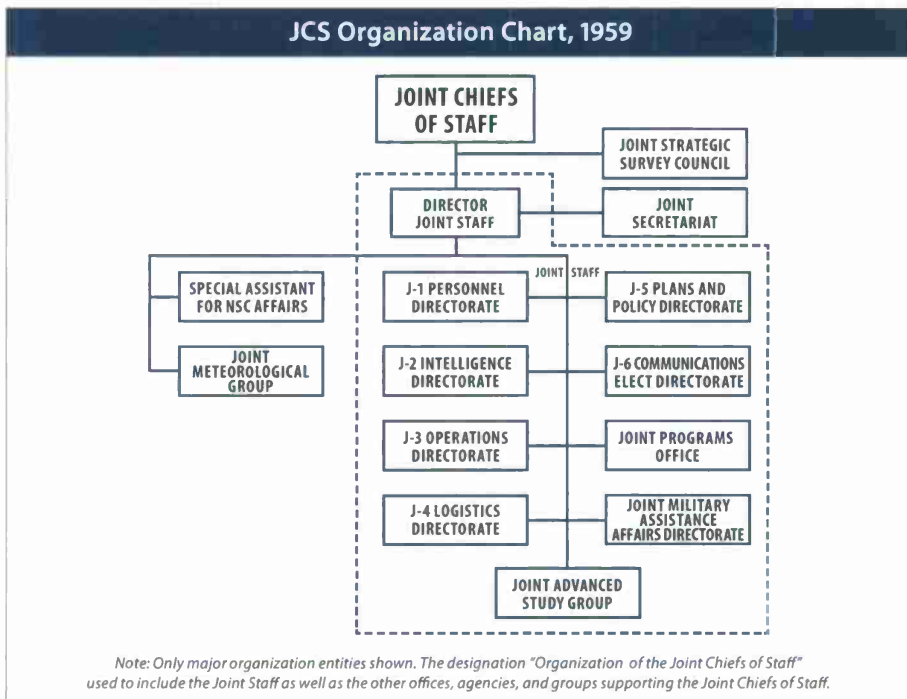 JCS Organization Chart, 1959
JOINT CHIEFS
OF STAFF
JOINT STRATEGIC
SURVEY COUNCIL
DIRECTOR
JOINT STAFF
JOINT
SECRETARIAT
JOINT STAFF
SPECIAL ASSISTANT
FOR NSC AFFAIRS
J-1 PERSONNEL
DIRECTORATE
J-5 PLANS AND
POLICY DIRECTORATE
JOINT
METEOROLOGICAL
GROUP
J-2 INTELLIGENCE
DIRECTORATE
J-6 COMMUNICATIONS
ELECT DIRECTORATE
J-3 OPERATIONS
DIRECTORATE
JOINT PROGRAMS
OFFICE
J-4 LOGISTICS
DIRECTORATE
JOINT MILITARY
ASSISTANCE
AFFAIRS DIRECTORATE
JOINT ADVANCED
STUDY GROUP
Note: Only major organization entities shown. The designation "Organization of the Joint Chiefs of Staff"
used to include the Joint Staff as well as the other offices, agencies, and groups supporting the Joint Chiefs of Staff.